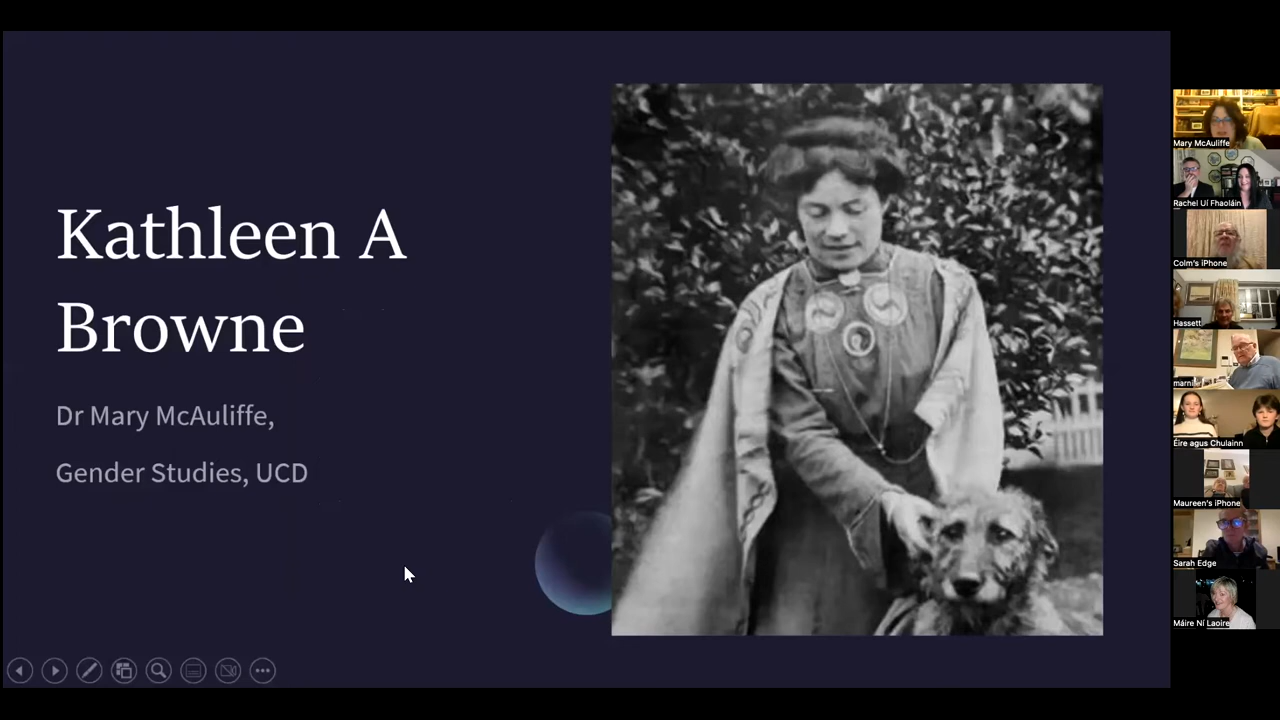 Kathleen A
Browne
Dr Mary McAuliffe,
Gender Studies, UCD
Mary McAuliffe
Rachel Uí Fhaoláin
Colm's iPhone
Hassett
marni
Éire agus Chulainn
Maureen's iPhone
Sarah Edge
Máire Ní Laoire